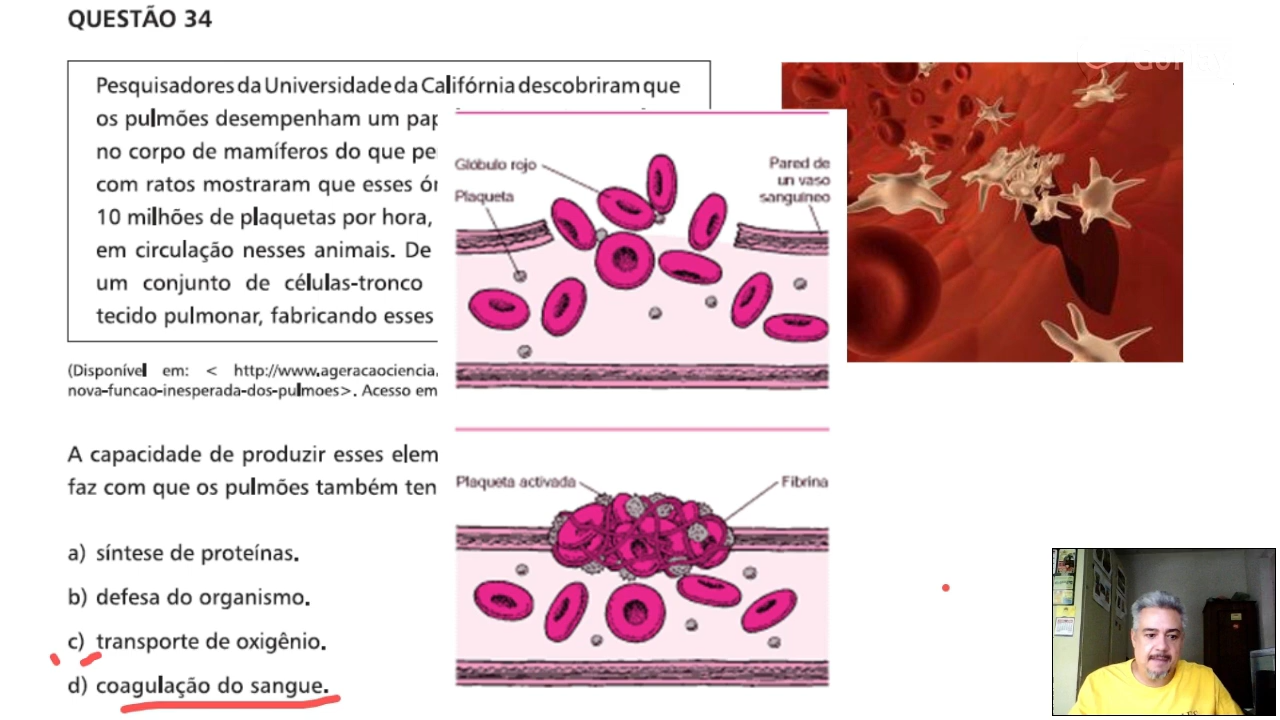 QUESTÃO 34
Pesquisadores da Universidade da Califórnia descobriram que
os pulmões desempenham um pap
no corpo de mamíferos do que pe
com ratos mostraram que esses ór
10 milhões de plaquetas por hora,
em circulação nesses animais. De
um conjunto de células-tronco
tecido pulmonar, fabricando esses
(Disponível em: < http://www.ageracaociencia.
nova-funcao-inesperada-dos-pulmoes>. Acesso em
A capacidade de produzir esses elem
faz com que os pulmões também ten
a) síntese de proteínas.
b) defesa do organismo.
c) transporte de oxigênio.
d) coagulação do sangue.
Glóbulo rojo
Plaqueta
Pared de
un vaso
sanguíneo
Plaqueta activada
Fibrina